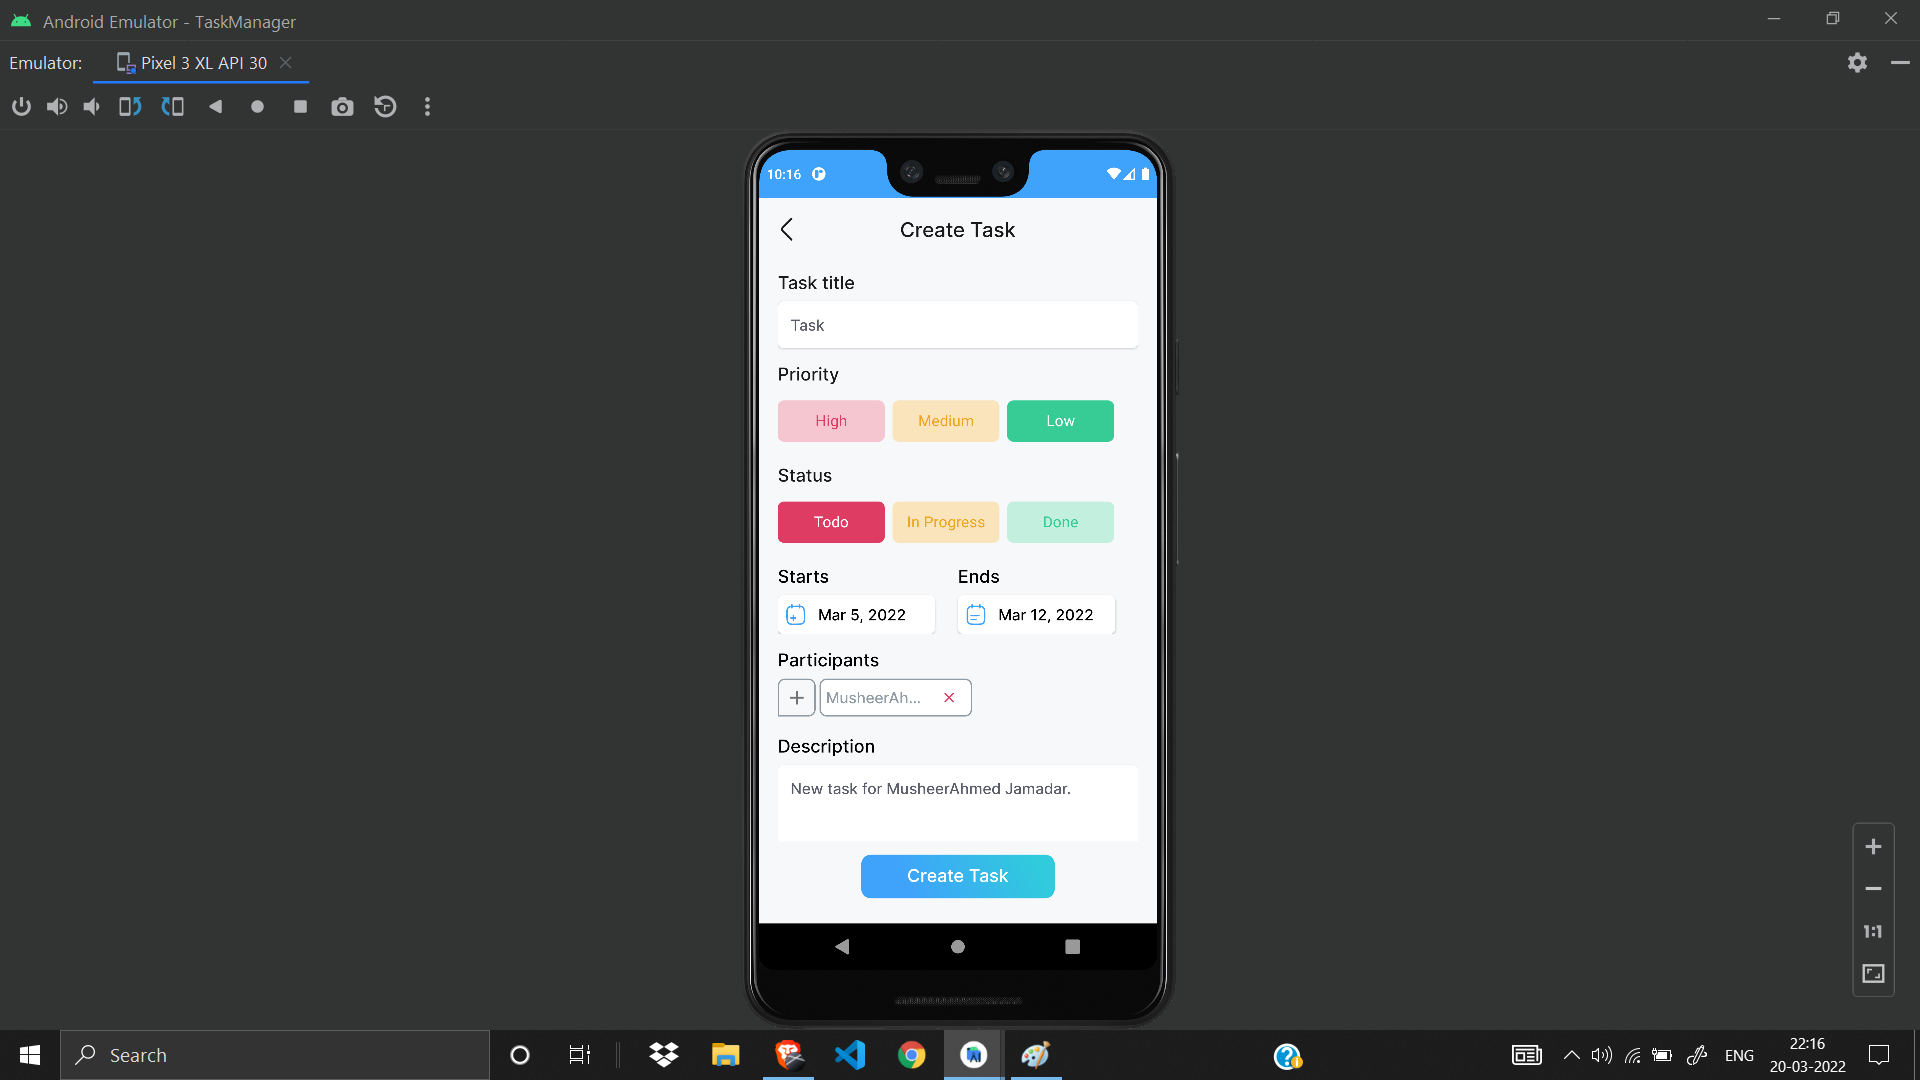 Android Emulator - TaskManager
Emulator: Pixel 3 XL API 30
10:16
Create Task
Task title
Task
Priority
High Medium Low
Status
Todo In Progress Done
Starts Ends
Mar 5, 2022 Mar 12, 2022
Participants
MusheerAh...
Description
New task for MusheerAhmed Jamadar.
Create Task
1:1
Search
ENG
22:16
20-03-2022